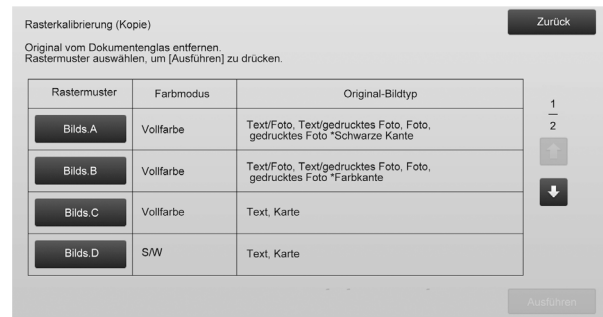 Rasterkalibrierung (Kopie)
Zurück
Original vom Dokumentenglas entfernen.
Rastermuster auswählen, um [Ausführen] zu drücken.
Rastermuster Farbmodus Original-Bildtyp
Bilds.A Vollfarbe Text/Foto, Text/gedrucktes Foto, Foto,
gedrucktes Foto *Schwarze Kante
Bilds.B Vollfarbe Text/Foto, Text/gedrucktes Foto, Foto,
gedrucktes Foto *Farbkante
Bilds.C Vollfarbe Text, Karte
Bilds.D S/W Text, Karte
1
2
Ausführen